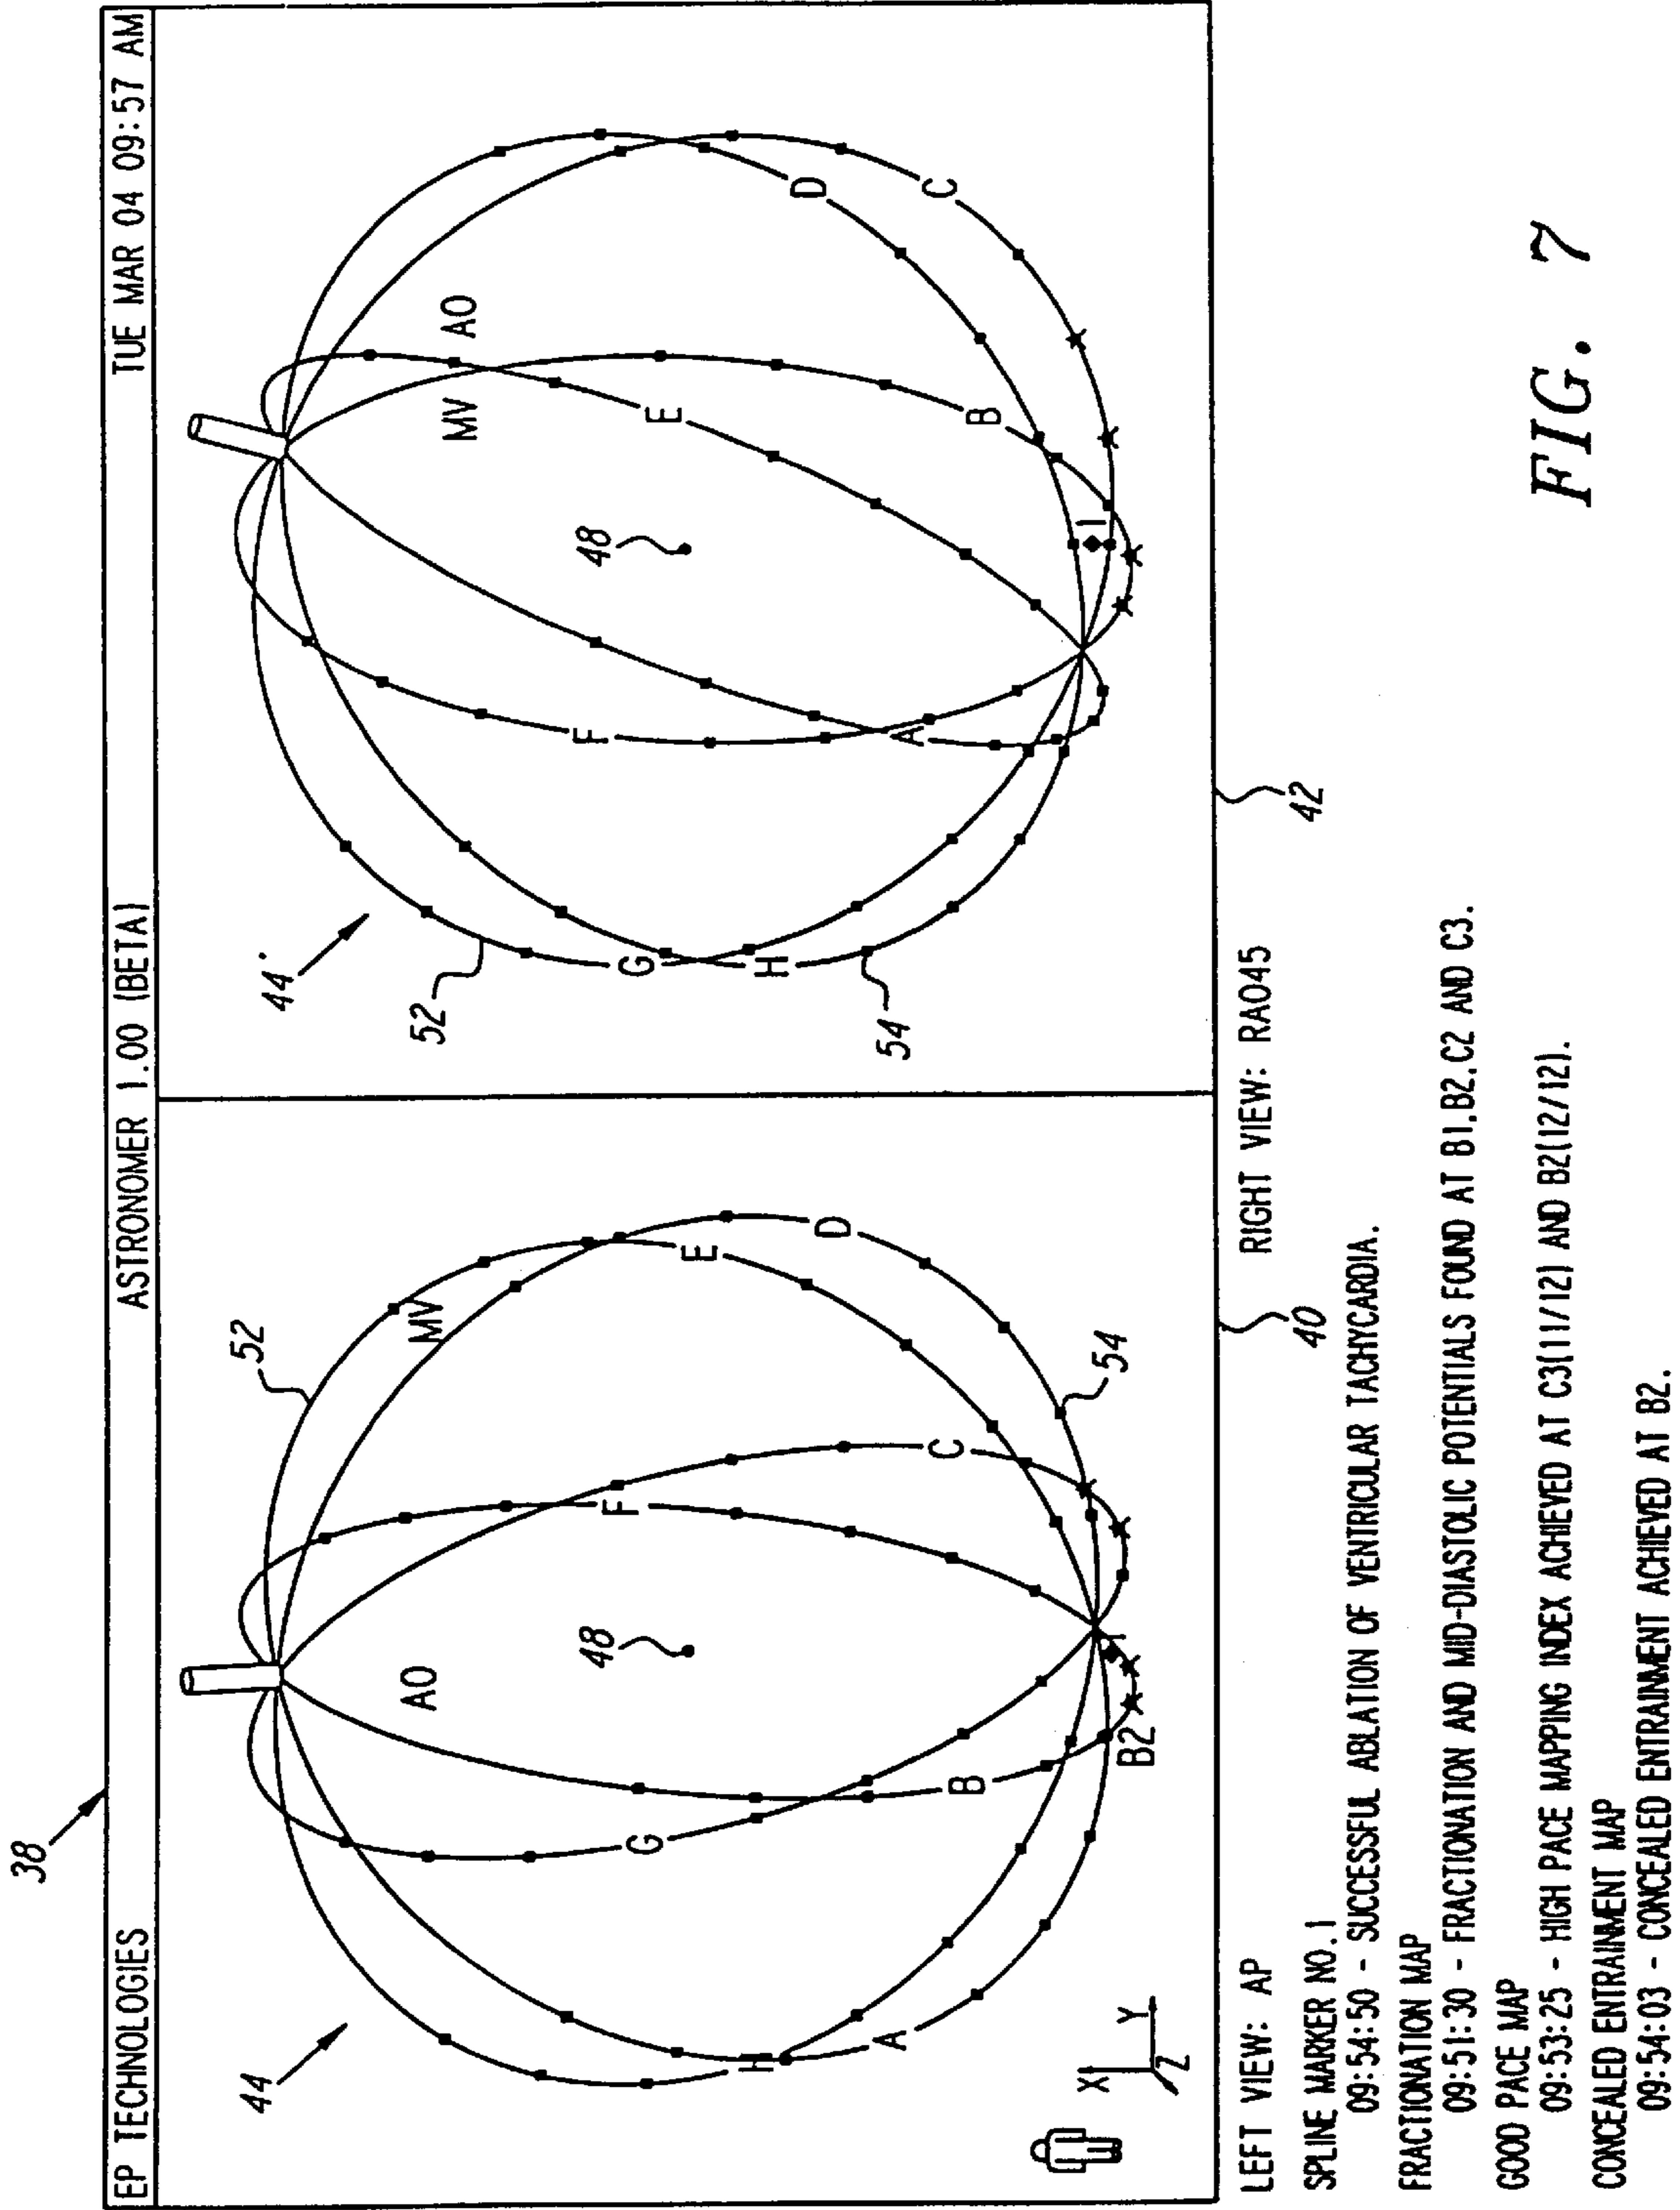 38
EP TECHNOLOGIES ASTRONOMER 1.00 (BETA) TUE MAR 04 09:57 AM
44
52
MV
AO
48
E
D
F
C
G
B
H
A
54
B2
1
X
Y
Z
44'
52
MV
AO
48
D
C
E
B
F
A
G
H
54
1
40
42
LEFT VIEW: AP RIGHT VIEW: RAO45
SPLINE MARKER NO.1
09:54:50 - SUCCESSFUL ABLATION OF VENTRICULAR TACHYCARDIA.
FRACTIONATION MAP
09:51:30 - FRACTIONATION AND MID-DIASTOLIC POTENTIALS FOUND AT B1,B2,C2 AND C3.
GOOD PACE MAP
09:53:25 - HIGH PACE MAPPING INDEX ACHIEVED AT C3(11/12) AND B2(12/12).
CONCEALED ENTRAINMENT MAP
09:54:03 - CONCEALED ENTRAINMENT ACHIEVED AT B2.
FIG. 7